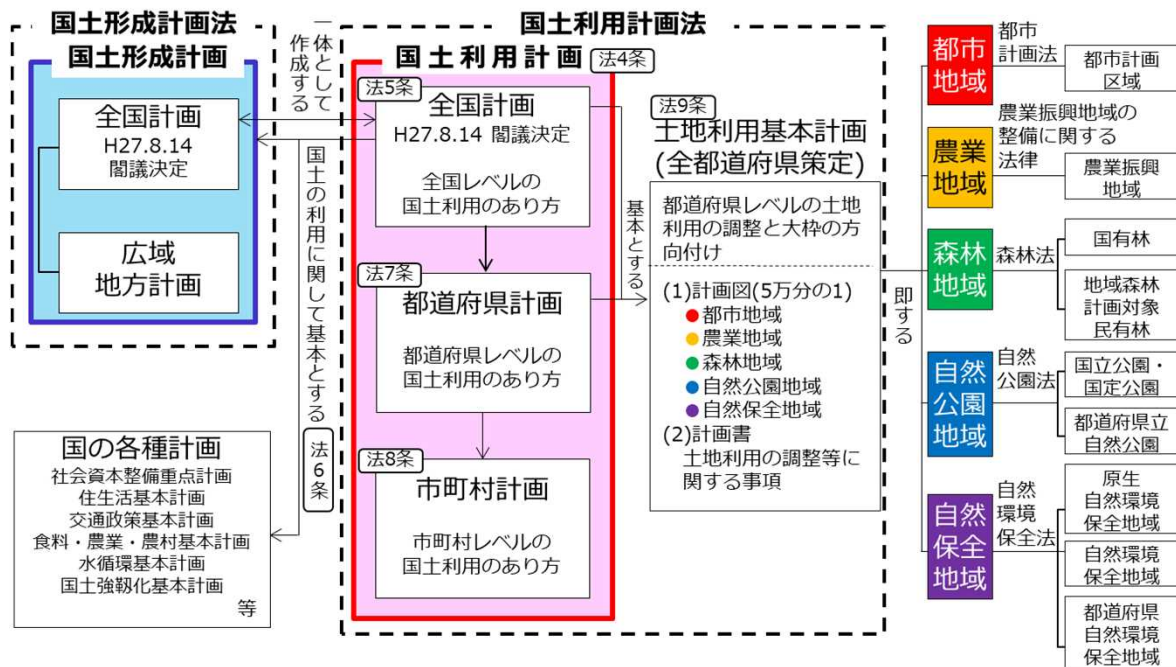 国土形成計画法
国土形成計画
全国計画
H27.8.14
閣議決定
広域
地方計画
一体として
作成する
国土の利用に関して基本とする
法6条
国の各種計画
社会資本整備重点計画
住生活基本計画
交通政策基本計画
食料・農業・農村基本計画
水循環基本計画
国土強靱化基本計画
等
国土利用計画法
国土利用計画
法4条
法5条
全国計画
H27.8.14 閣議決定
全国レベルの
国土利用のあり方
法7条
都道府県計画
都道府県レベルの
国土利用のあり方
法8条
市町村計画
市町村レベルの
国土利用のあり方
基本とする
法9条
土地利用基本計画
(全都道府県策定)
都道府県レベルの土地
利用の調整と大枠の方
向付け
(1)計画図(5万分の1)
都市地域
農業地域
森林地域
自然公園地域
自然保全地域
(2)計画書
土地利用の調整等に
関する事項
即する
都市
地域
都市
計画法
都市計画
区域
農業
地域
農業振興地域の
整備に関する
法律
農業振興
地域
森林
地域
森林法
国有林
地域森林
計画対象
民有林
自然
公園
地域
自然
公園法
国立公園・
国定公園
都道府県立
自然公園
自然
保全
地域
自然
環境
保全法
原生
自然環境
保全地域
自然環境
保全地域
都道府県
自然環境
保全地域